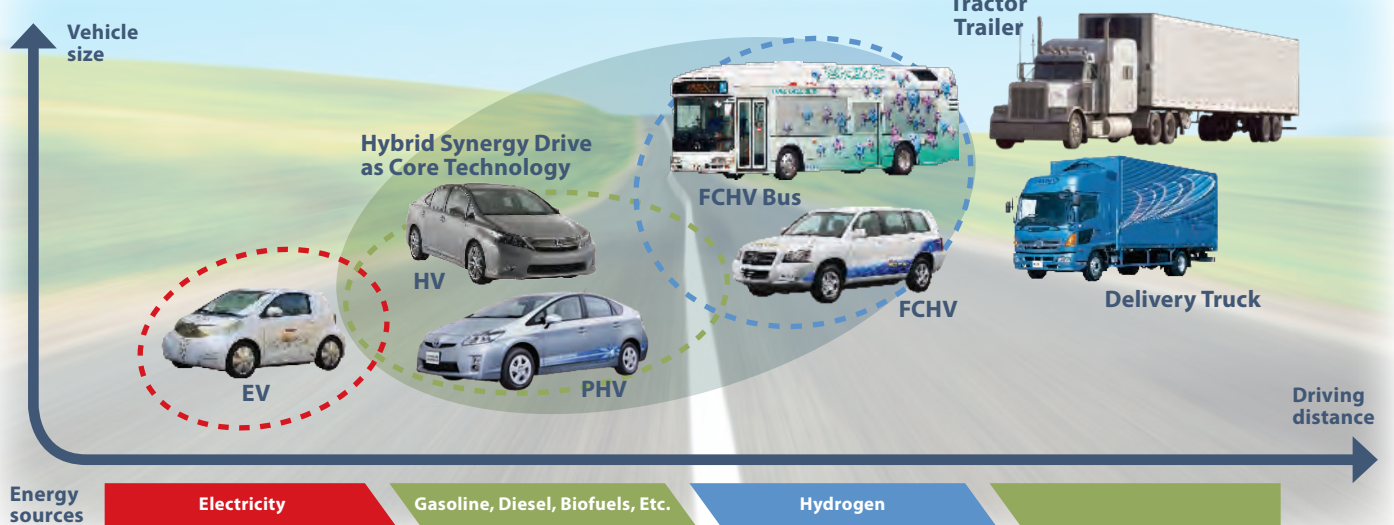 Tractor
Trailer
Vehicle
size
Hybrid Synergy Drive
as Core Technology
FCHV Bus
HV
FCHV
Delivery Truck
EV
PHV
Driving
distance
Energy
sources
Electricity
Gasoline, Diesel, Biofuels, Etc.
Hydrogen